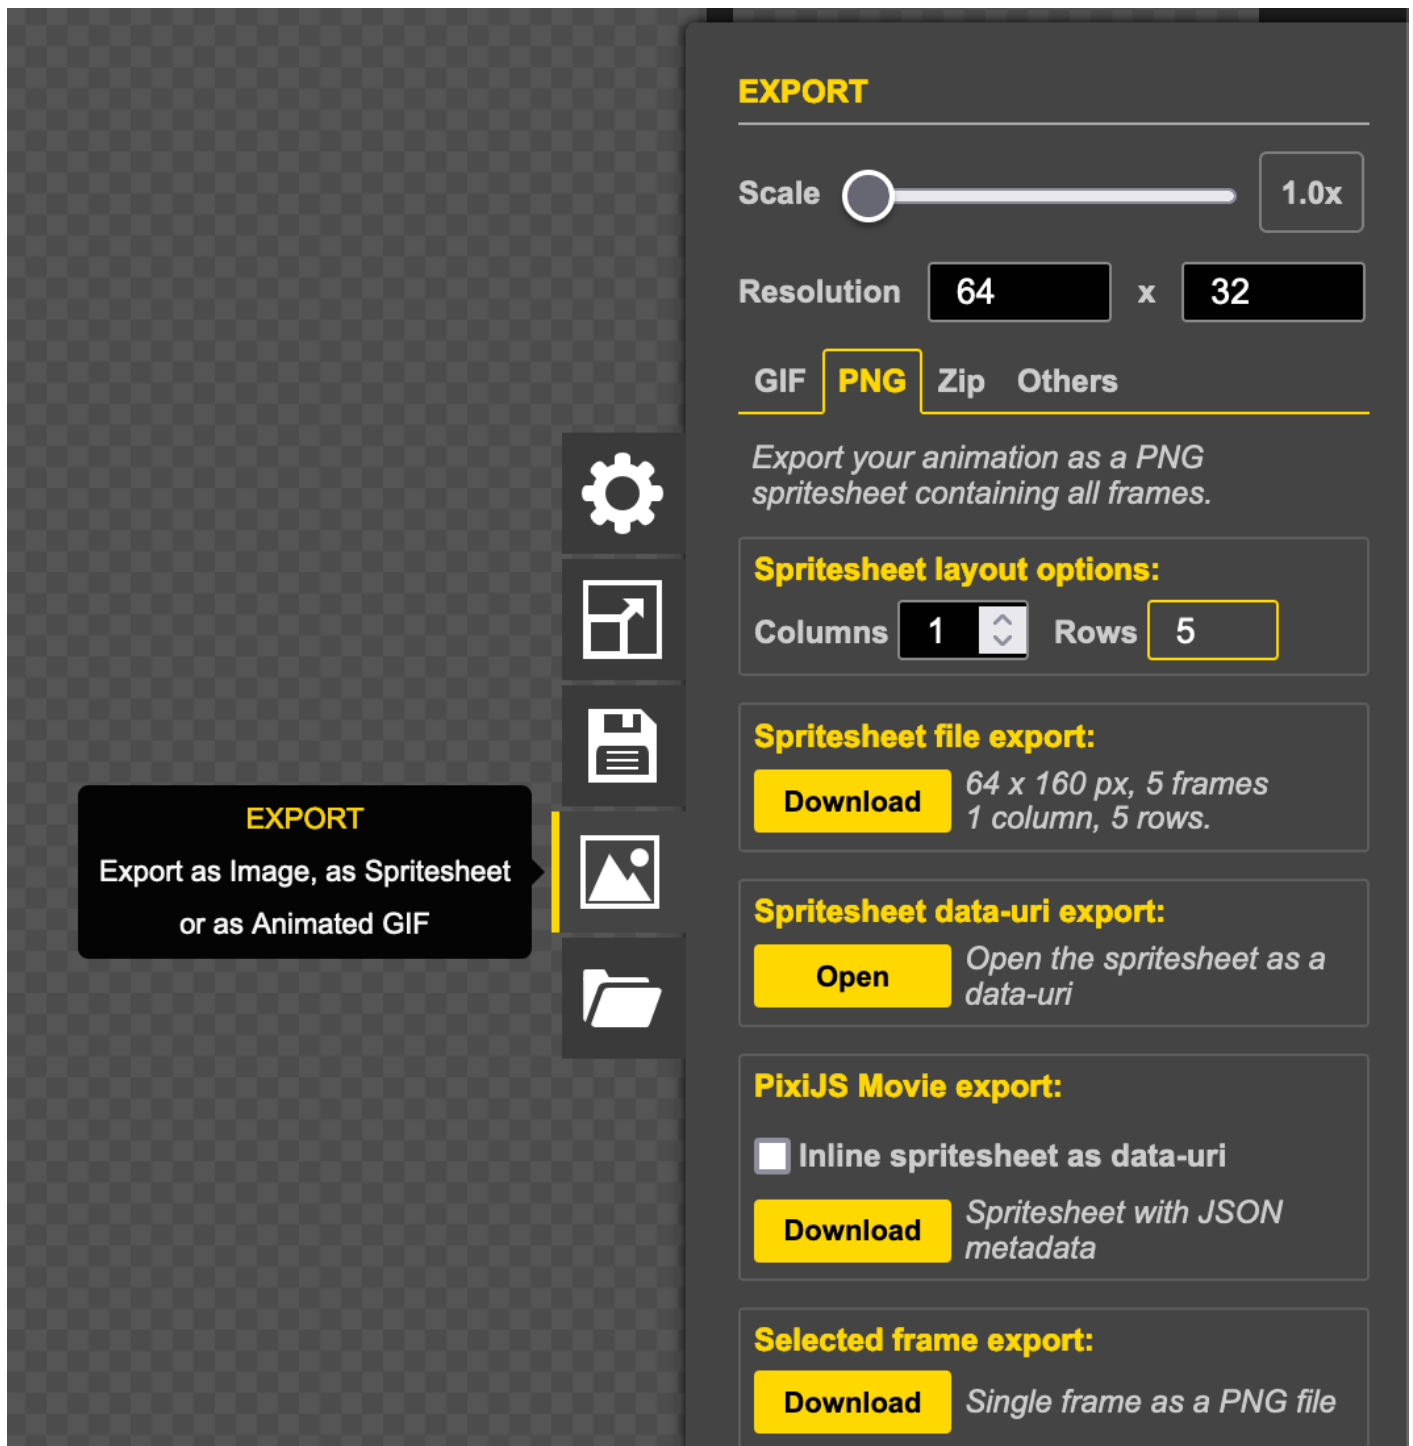 EXPORT
Scale 1.0x
Resolution 64 x 32
GIF PNG Zip Others
Export your animation as a PNG
spritesheet containing all frames.
Spritesheet layout options:
Columns 1 Rows 5
Spritesheet file export:
Download 64 x 160 px, 5 frames
1 column, 5 rows.
EXPORT
Export as Image, as Spritesheet
or as Animated GIF
Spritesheet data-uri export:
Open Open the spritesheet as a
data-uri
PixiJS Movie export:
Inline spritesheet as data-uri
Download Spritesheet with JSON
metadata
Selected frame export:
Download Single frame as a PNG file